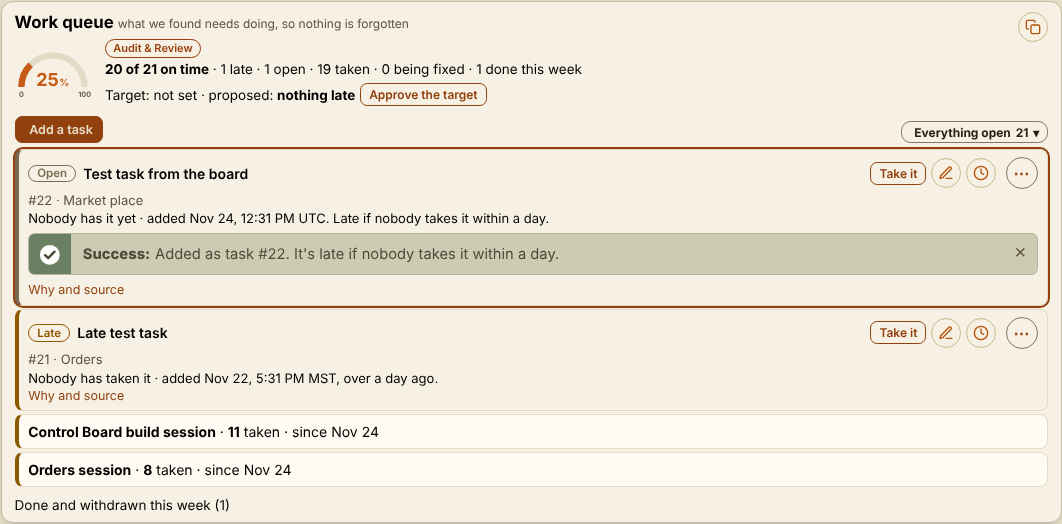 Work queue what we found needs doing, so nothing is forgotten
Audit & Review
25%
0 100
20 of 21 on time · 1 late · 1 open · 19 taken · 0 being fixed · 1 done this week
Target: not set · proposed: nothing late Approve the target
Add a task
Everything open 21 ▾
Open Test task from the board Take it
#22 · Market place
Nobody has it yet · added Nov 24, 12:31 PM UTC. Late if nobody takes it within a day.
Success: Added as task #22. It's late if nobody takes it within a day.
Why and source
Late Late test task Take it
#21 · Orders
Nobody has taken it · added Nov 22, 5:31 PM MST, over a day ago.
Why and source
Control Board build session · 11 taken · since Nov 24
Orders session · 8 taken · since Nov 24
Done and withdrawn this week (1)